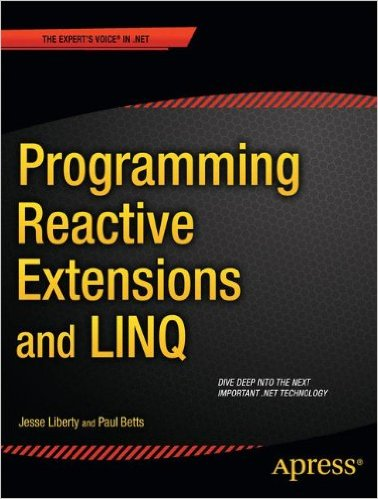 THE EXPERT'S VOICE® IN .NET
Programming
Reactive
Extensions
and LINQ
DIVE DEEP INTO THE NEXT
IMPORTANT .NET TECHNOLOGY
Jesse Liberty and Paul Betts
Apress®